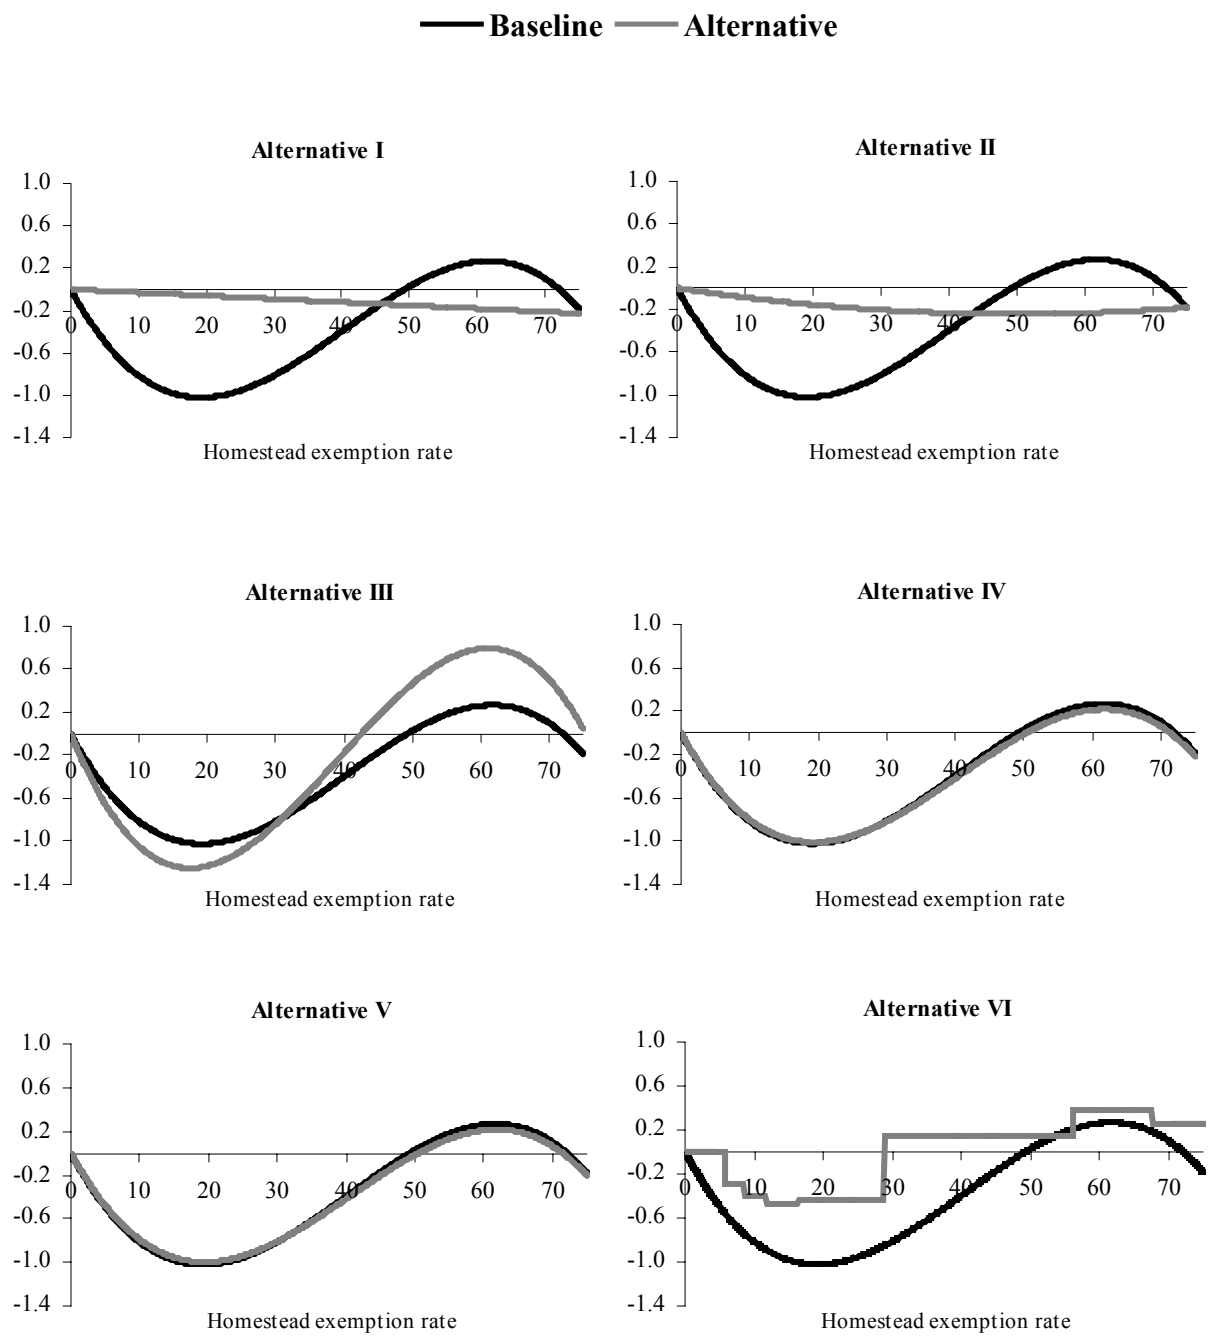 Baseline Alternative
Alternative I
1.0
0.6
0.2
-0.2
-0.6
-1.0
-1.4
0 10 20 30 40 50 60 70
Homestead exemption rate
Alternative II
1.0
0.6
0.2
-0.2
-0.6
-1.0
-1.4
0 10 20 30 40 50 60 70
Homestead exemption rate
Alternative III
1.0
0.6
0.2
-0.2
-0.6
-1.0
-1.4
0 10 20 30 40 50 60 70
Homestead exemption rate
Alternative IV
1.0
0.6
0.2
-0.2
-0.6
-1.0
-1.4
0 10 20 30 40 50 60 70
Homestead exemption rate
Alternative V
1.0
0.6
0.2
-0.2
-0.6
-1.0
-1.4
0 10 20 30 40 50 60 70
Homestead exemption rate
Alternative VI
1.0
0.6
0.2
-0.2
-0.6
-1.0
-1.4
0 10 20 30 40 50 60 70
Homestead exemption rate